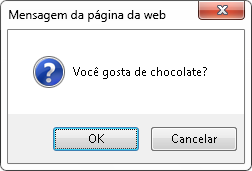 Mensagem da página da web
Você gosta de chocolate?
OK
Cancelar